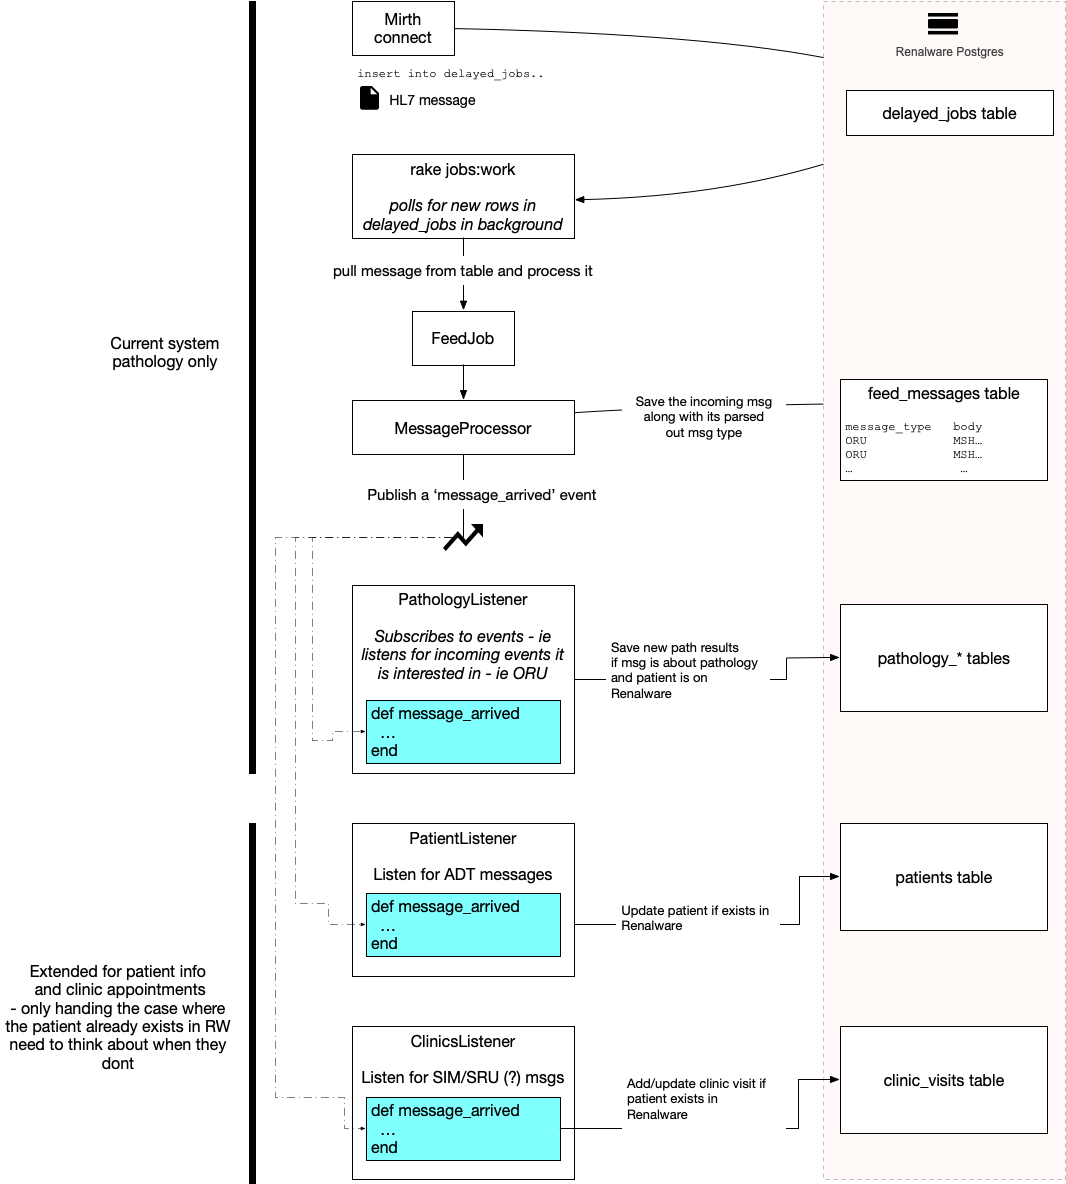 Mirth
connect
Renalware Postgres
insert into delayed_jobs..
HL7 message
delayed_jobs table
rake jobs:work
polls for new rows in
delayed_jobs in background
pull message from table and process it
FeedJob
Current system
pathology only
MessageProcessor
Save the incoming msg
along with its parsed
out msg type
feed_messages table
message_type body
ORU MSH…
ORU MSH…
… …
Publish a ‘message_arrived’ event
PathologyListener
Subscribes to events - ie
listens for incoming events it
is interested in - ie ORU
def message_arrived
…
end
Save new path results
if msg is about pathology
and patient is on
Renalware
pathology_* tables
PatientListener
Listen for ADT messages
def message_arrived
…
end
Update patient if exists in
Renalware
patients table
Extended for patient info
and clinic appointments
- only handing the case where
the patient already exists in RW
need to think about when they
dont
ClinicsListener
Listen for SIM/SRU (?) msgs
def message_arrived
…
end
Add/update clinic visit if
patient exists in
Renalware
clinic_visits table